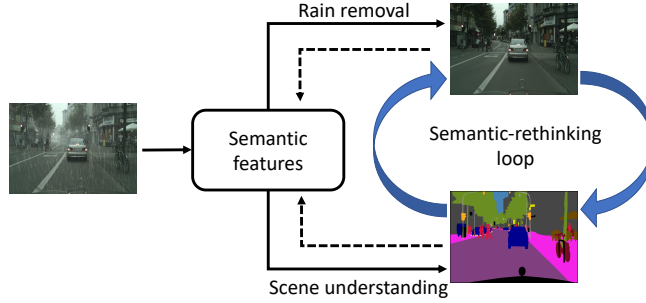 Rain removal
Semantic
features
Semantic-rethinking
loop
Scene understanding